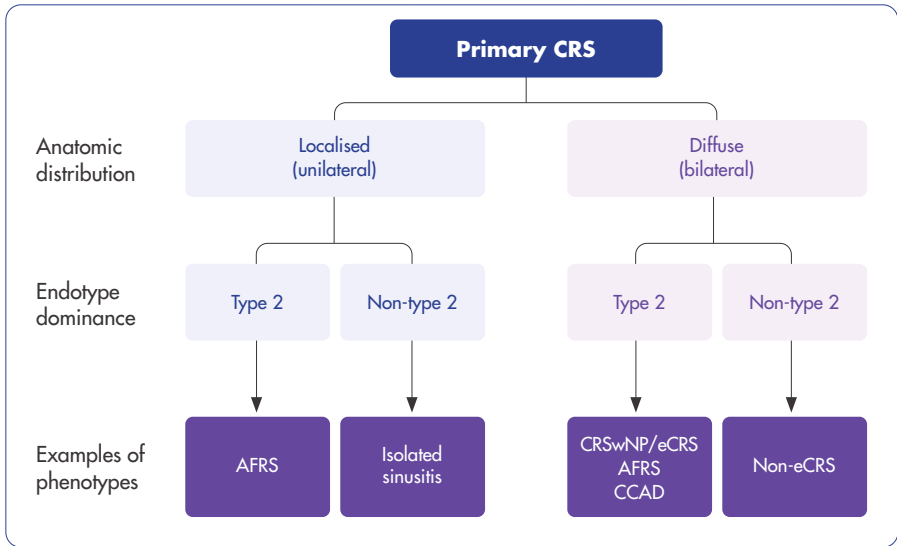 Primary CRS
Anatomic
distribution
Localised
(unilateral)
Diffuse
(bilateral)
Endotype
dominance
Type 2
Non-type 2
Type 2
Non-type 2
Examples of
phenotypes
AFRS
Isolated
sinusitis
CRSwNP/eCRS
AFRS
CCAD
Non-eCRS